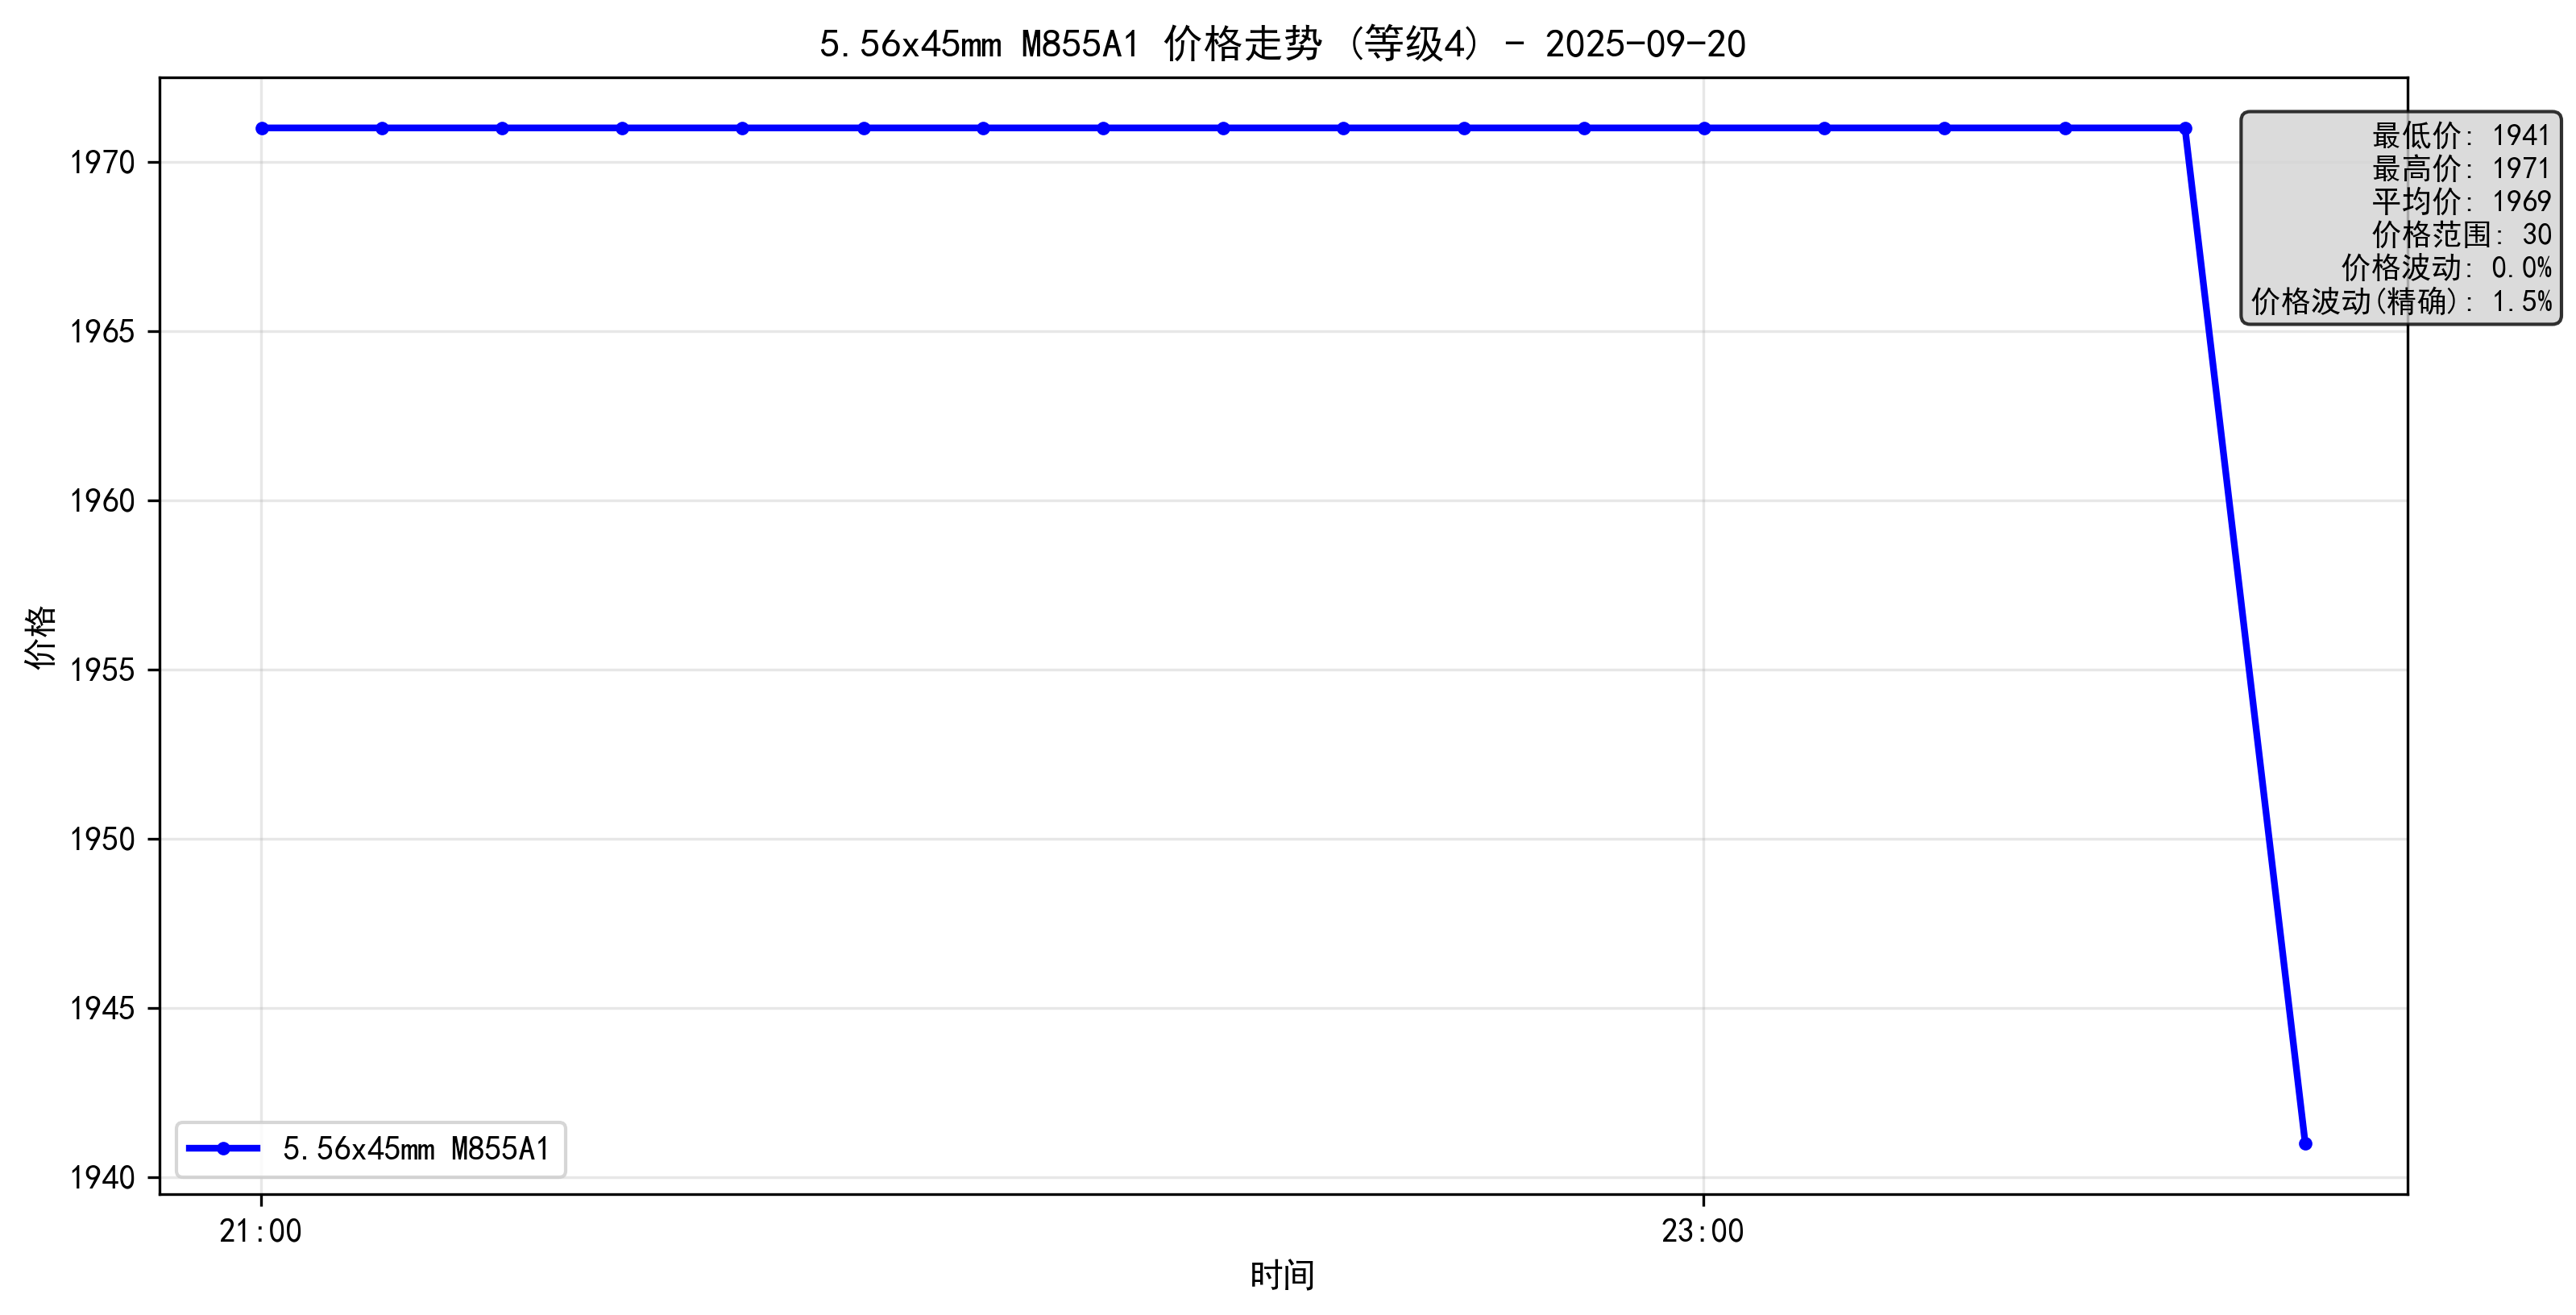 5.56x45mm M855A1 价格走势 (等级4) - 2025-09-20
最低价: 1941
最高价: 1971
平均价: 1969
价格范围: 30
价格波动: 0.0%
价格波动(精确): 1.5%
价格
1970
1965
1960
1955
1950
1945
1940
5.56x45mm M855A1
21:00
23:00
时间